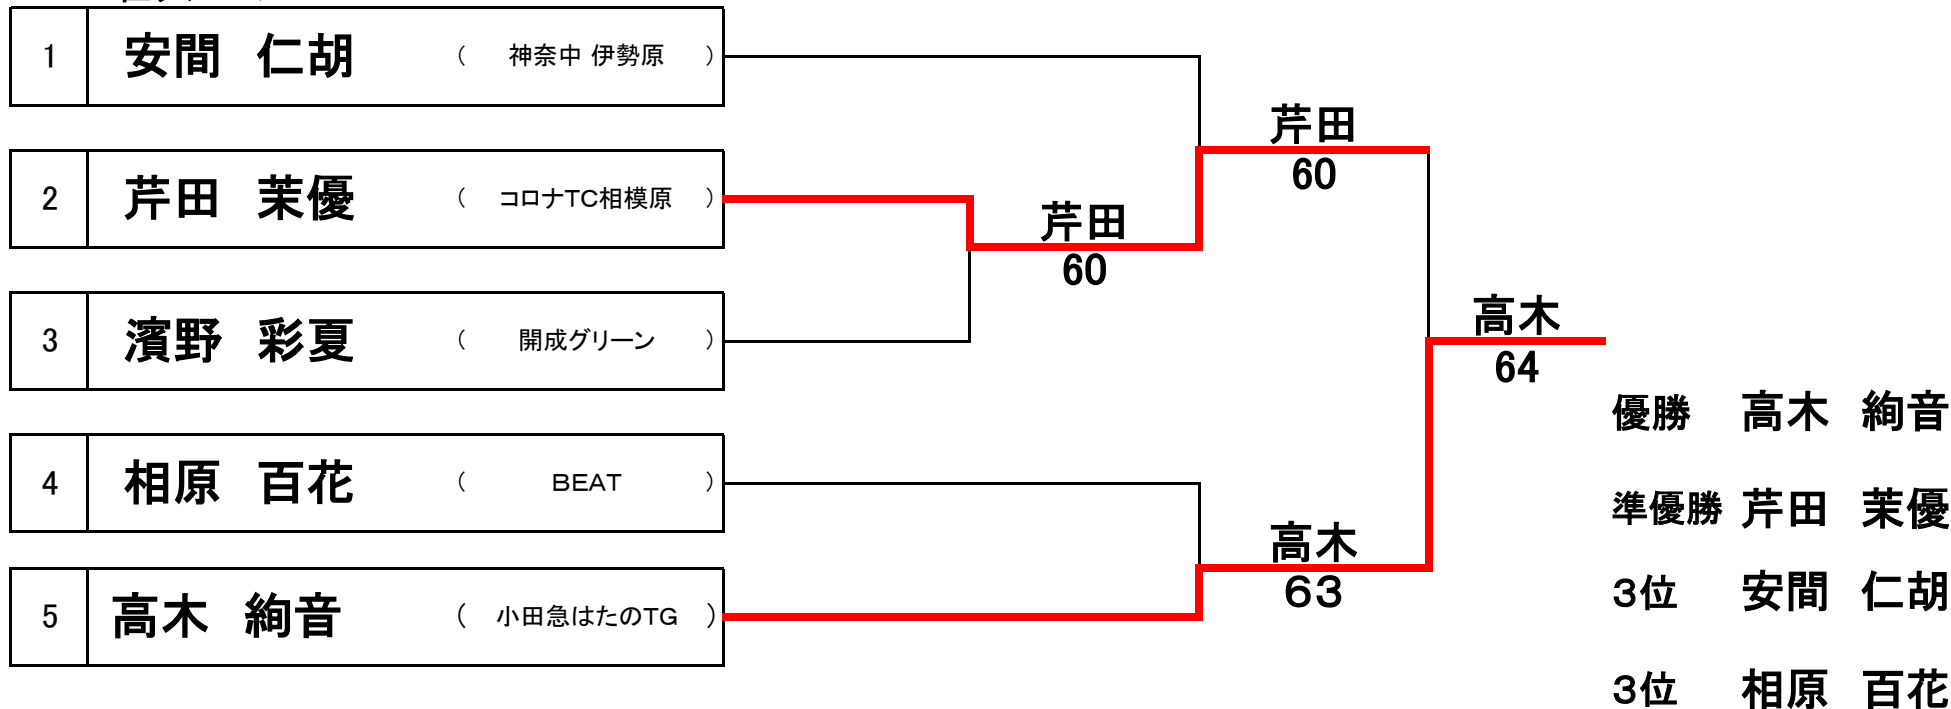 1 安間 仁胡 ( 神奈中 伊勢原 )
芹田
60
2 芹田 茉優 ( コロナTC相模原 )
芹田
60
3 濱野 彩夏 ( 開成グリーン )
高木
64
優勝 高木 絢音
4 相原 百花 ( BEAT )
準優勝 芹田 茉優
高木
63
5 高木 絢音 ( 小田急はたのTG )
3位 安間 仁胡
3位 相原 百花